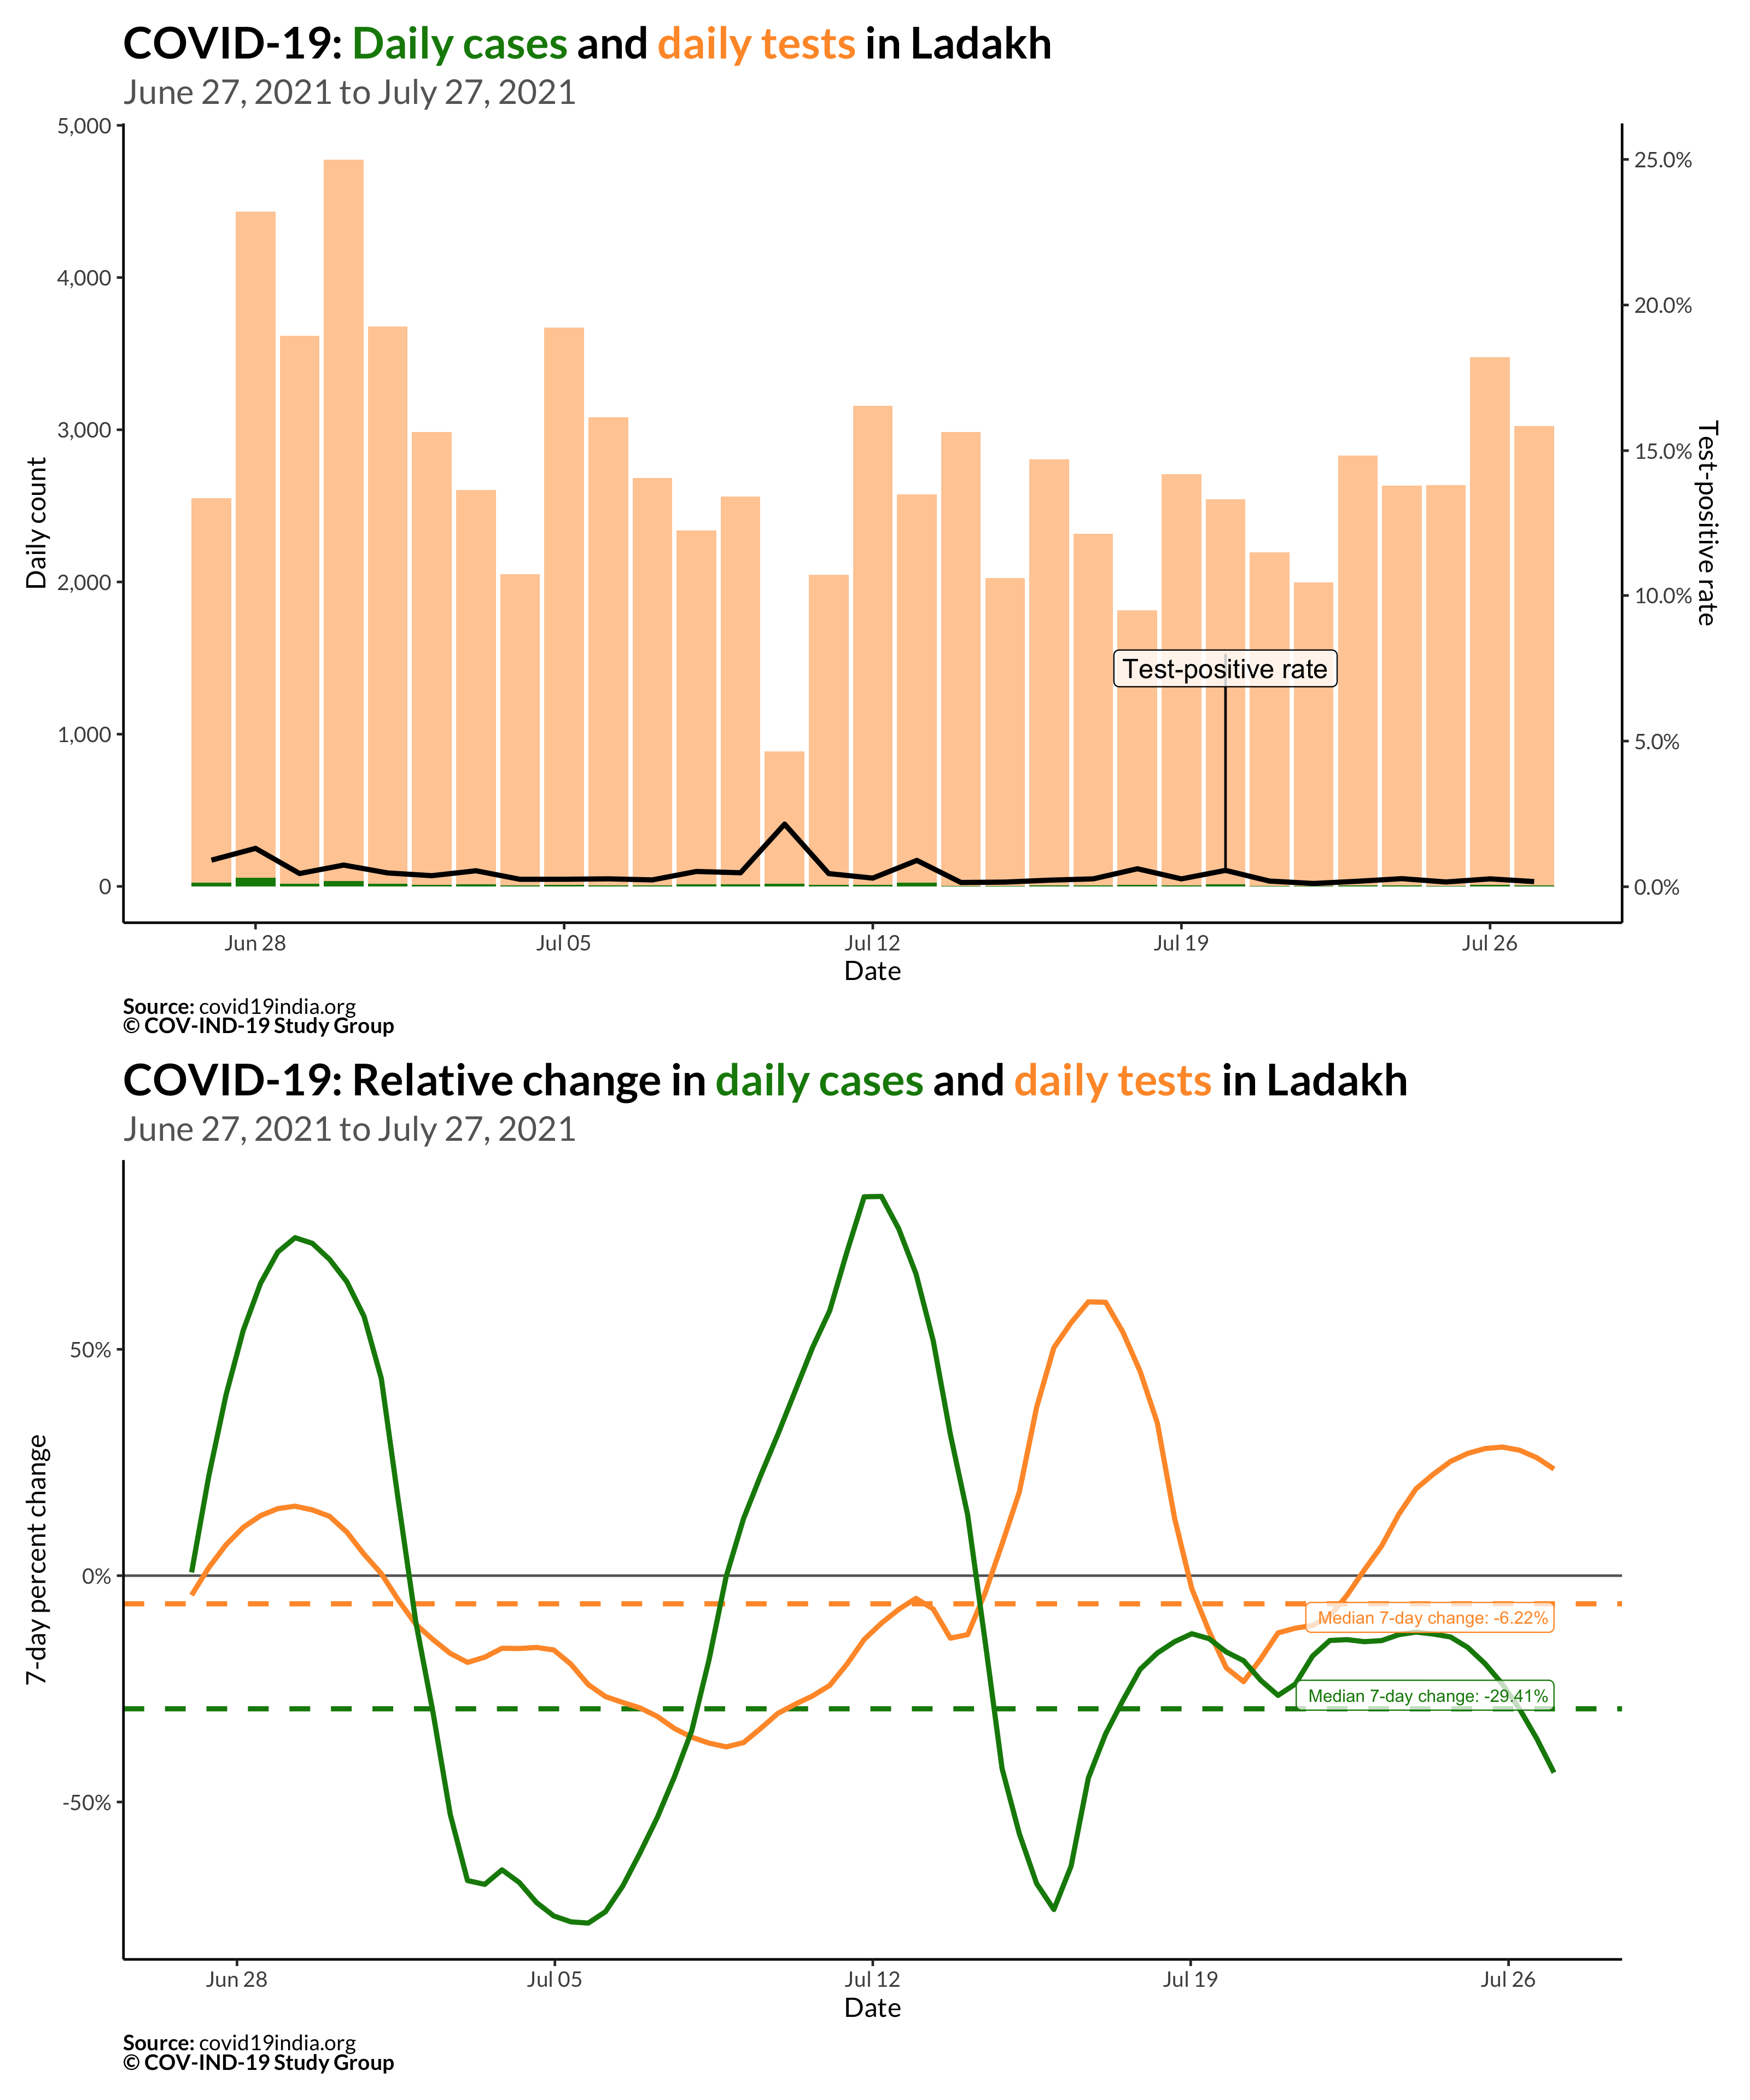 COVID-19: Daily cases and daily tests in Ladakh
June 27, 2021 to July 27, 2021
5,000
4,000
3,000
2,000
1,000
0
Daily count
25.0%
20.0%
15.0%
10.0%
5.0%
0.0%
Test-positive rate
Test-positive rate
Jun 28
Jul 05
Jul 12
Jul 19
Jul 26
Date
Source: covid19india.org
© COV-IND-19 Study Group
COVID-19: Relative change in daily cases and daily tests in Ladakh
June 27, 2021 to July 27, 2021
50%
0%
-50%
7-day percent change
Median 7-day change: -6.22%
Median 7-day change: -29.41%
Jun 28
Jul 05
Jul 12
Jul 19
Jul 26
Date
Source: covid19india.org
© COV-IND-19 Study Group